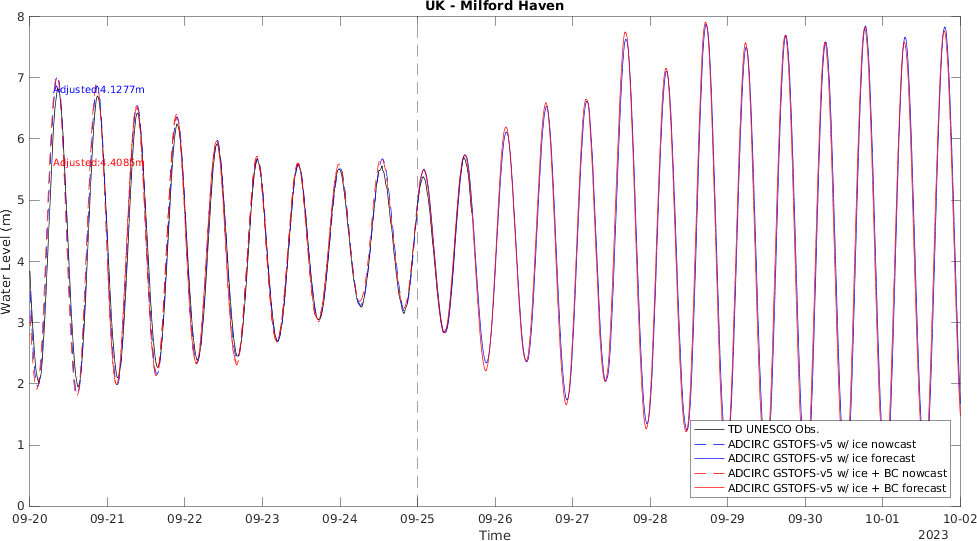 UK - Milford Haven
8
7
6
5
4
3
2
1
0
Water Level (m)
Adjusted:4.1277m
Adjusted:4.4085m
TD UNESCO Obs.
ADCIRC GSTOFS-v5 w/ ice nowcast
ADCIRC GSTOFS-v5 w/ ice forecast
ADCIRC GSTOFS-v5 w/ ice + BC nowcast
ADCIRC GSTOFS-v5 w/ ice + BC forecast
09-20 09-21 09-22 09-23 09-24 09-25 09-26 09-27 09-28 09-29 09-30 10-01 10-02
Time
2023